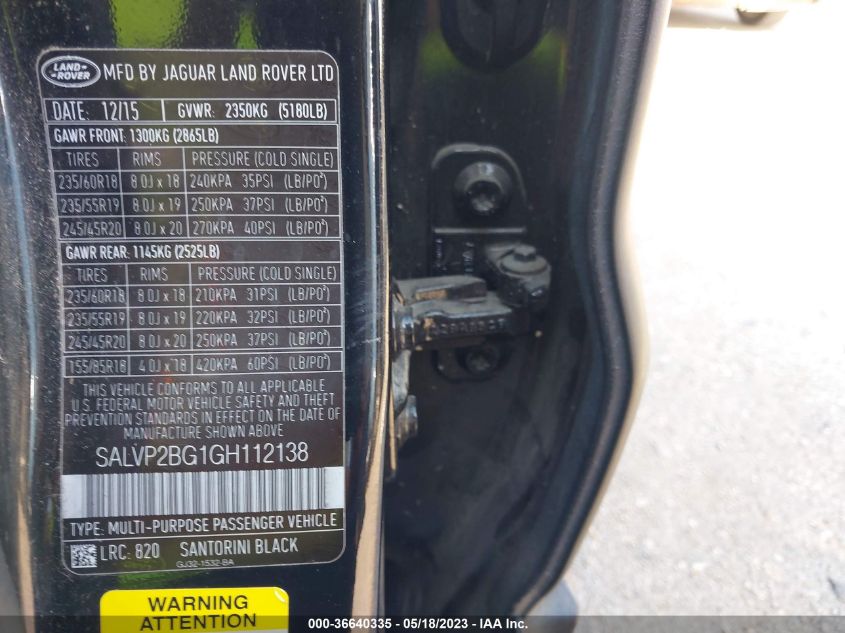 LAND ROVER MFD BY JAGUAR LAND ROVER LTD
DATE: 12/15 GVWR: 2350KG (5180LB)
GAWR FRONT: 1300KG (2865LB)
TIRES RIMS PRESSURE (COLD SINGLE)
235/60R18 8.0J x 18 240KPA 35PSI (LB/PO²)
235/55R19 8.0J x 19 250KPA 37PSI (LB/PO²)
245/45R20 8.0J x 20 270KPA 40PSI (LB/PO²)
GAWR REAR: 1145KG (2525LB)
TIRES RIMS PRESSURE (COLD SINGLE)
235/60R18 8.0J x 18 210KPA 31PSI (LB/PO²)
235/55R19 8.0J x 19 220KPA 32PSI (LB/PO²)
245/45R20 8.0J x 20 250KPA 37PSI (LB/PO²)
155/85R18 4.0J x 18 420KPA 60PSI (LB/PO²)
THIS VEHICLE CONFORMS TO ALL APPLICABLE
U.S. FEDERAL MOTOR VEHICLE SAFETY AND THEFT
PREVENTION STANDARDS IN EFFECT ON THE DATE OF
MANUFACTURE SHOWN ABOVE
SALVP2BG1GH112138
TYPE: MULTI-PURPOSE PASSENGER VEHICLE
LRC: 820 SANTORINI BLACK
GJ32-1532-BA
WARNING
ATTENTION
000-36640335 - 05/18/2023 - IAA Inc.